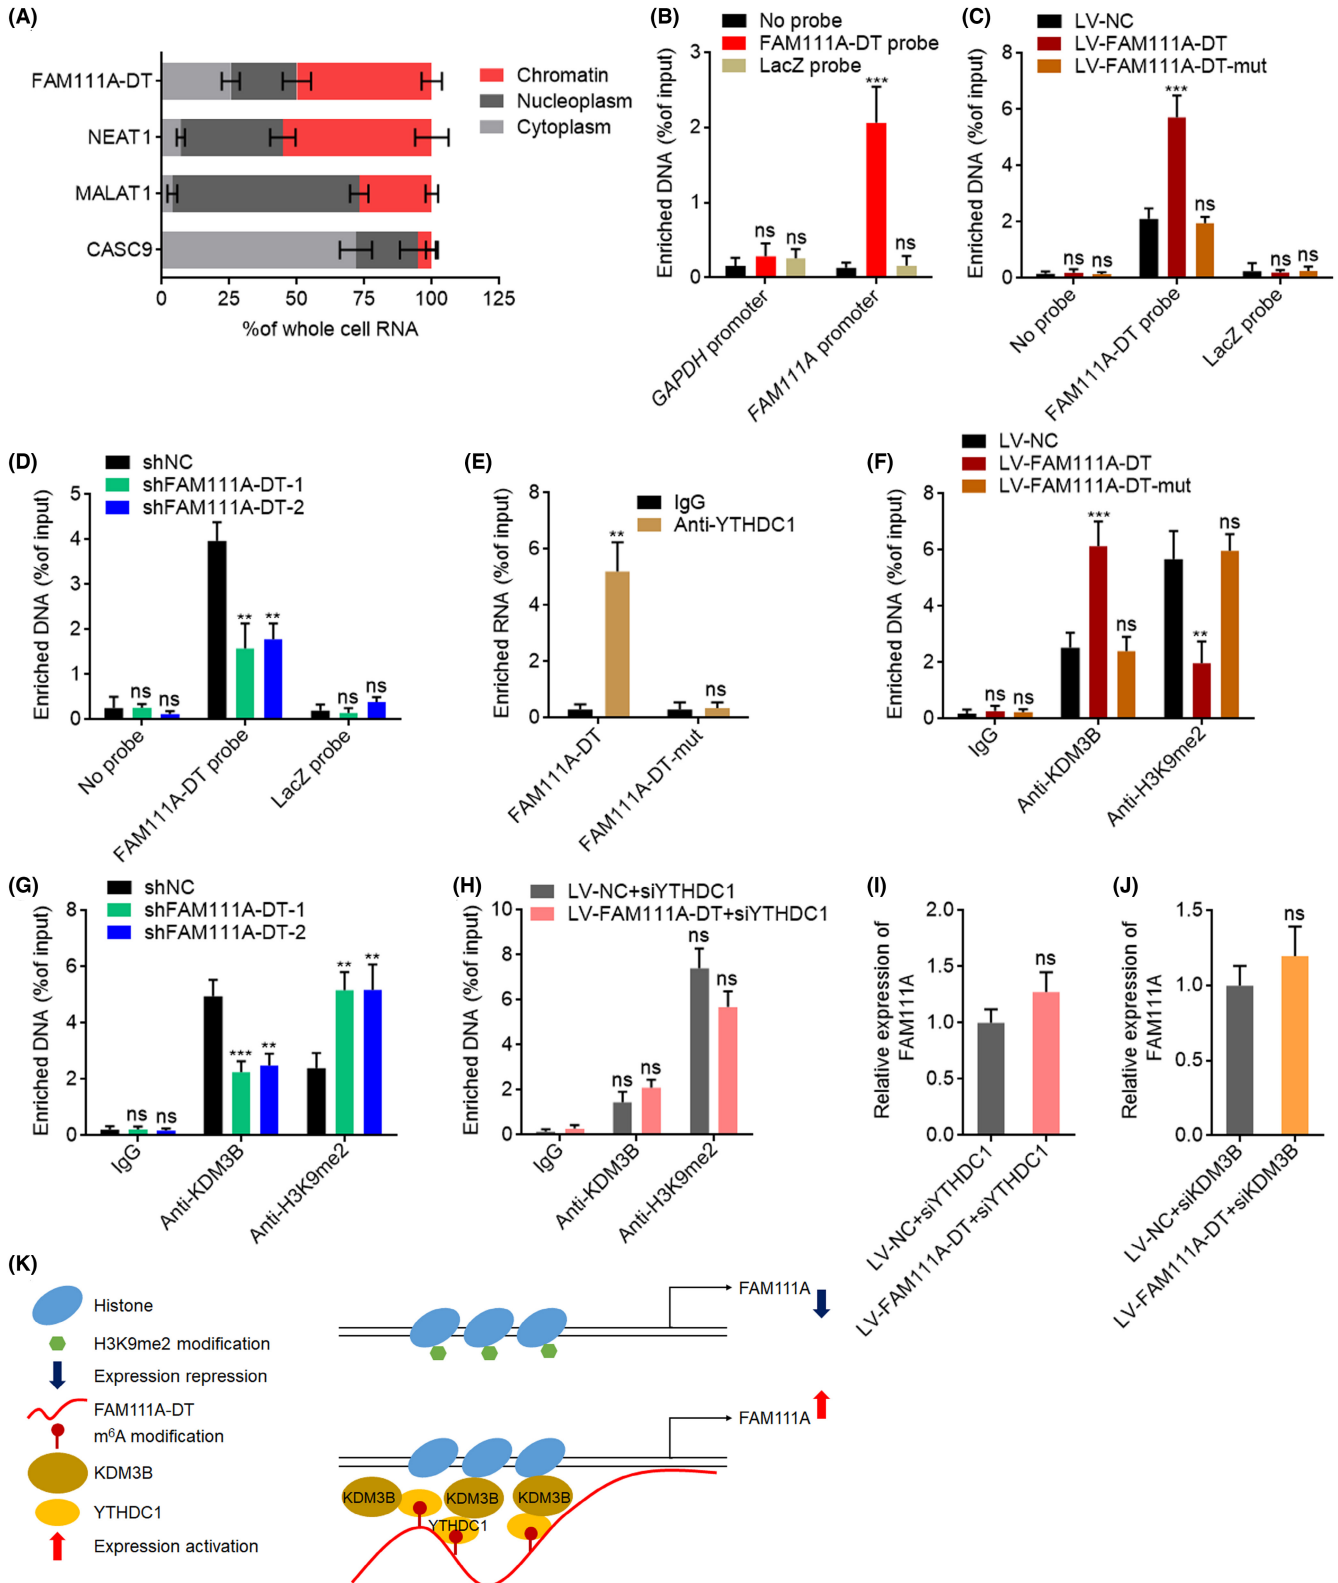 (A)
FAM111A-DT
NEAT1
MALAT1
CASC9
0 25 50 75 100 125
%of whole cell RNA
Chromatin
Nucleoplasm
Cytoplasm
(B)
No probe
FAM111A-DT probe
LacZ probe
Enriched DNA (%of input)
3
2
1
0
ns ns *** ns
GAPDH promoter
FAM111A promoter
(C)
LV-NC
LV-FAM111A-DT
LV-FAM111A-DT-mut
Enriched DNA (%of input)
8
6
4
2
0
ns ns *** ns ns ns
No probe
FAM111A-DT probe
LacZ probe
(D)
shNC
shFAM111A-DT-1
shFAM111A-DT-2
Enriched DNA (%of input)
5
4
3
2
1
0
ns ns ** ** ns ns
No probe
FAM111A-DT probe
LacZ probe
(E)
IgG
Anti-YTHDC1
Enriched RNA (%of input)
8
6
4
2
0
** ns
FAM111A-DT
FAM111A-DT-mut
(F)
LV-NC
LV-FAM111A-DT
LV-FAM111A-DT-mut
Enriched DNA (%of input)
8
6
4
2
0
ns ns *** ns ** ns
IgG
Anti-KDM3B
Anti-H3K9me2
(G)
shNC
shFAM111A-DT-1
shFAM111A-DT-2
Enriched DNA (%of input)
8
6
4
2
0
ns ns *** ** ** **
IgG
Anti-KDM3B
Anti-H3K9me2
(H)
LV-NC+siYTHDC1
LV-FAM111A-DT+siYTHDC1
Enriched DNA (%of input)
10
8
6
4
2
0
ns ns ns ns
IgG
Anti-KDM3B
Anti-H3K9me2
(I)
Relative expression of
FAM111A
2.0
1.5
1.0
0.5
0.0
ns
LV-NC+siYTHDC1
LV-FAM111A-DT+siYTHDC1
(J)
Relative expression of
FAM111A
1.5
1.0
0.5
0.0
ns
LV-NC+siKDM3B
LV-FAM111A-DT+siKDM3B
(K)
Histone
H3K9me2 modification
Expression repression
FAM111A-DT
m⁶A modification
KDM3B
YTHDC1
Expression activation
FAM111A
FAM111A
KDM3B
KDM3B
KDM3B
YTHDC1